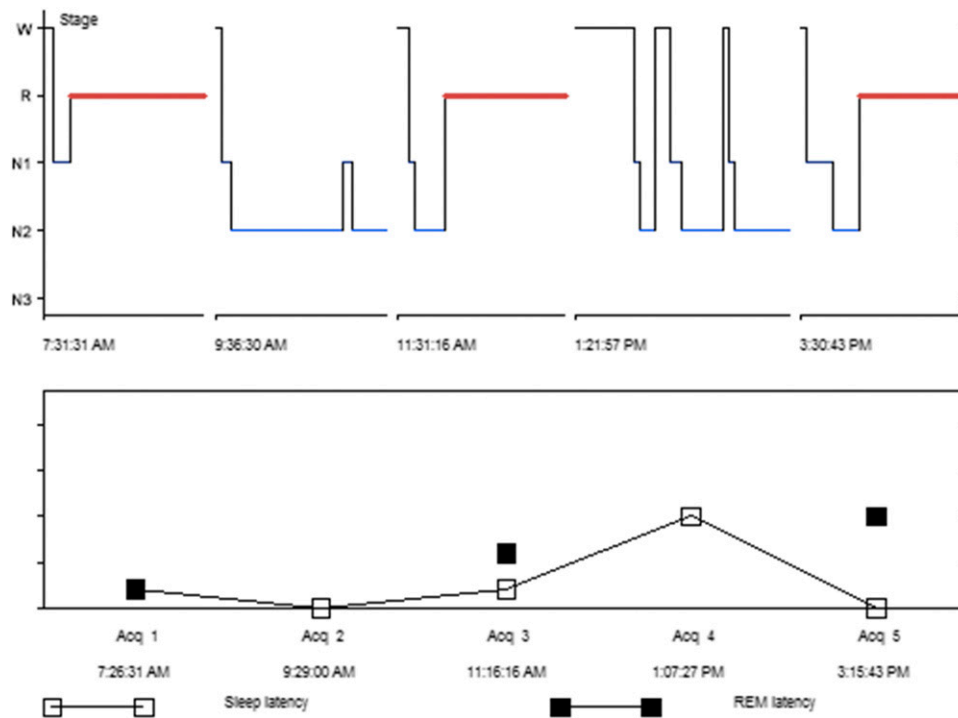 Stage
W
R
N1
N2
N3
7:31:31 AM 9:36:30 AM 11:31:16 AM 1:21:57 PM 3:30:43 PM
Acq 1 Acq 2 Acq 3 Acq 4 Acq 5
7:26:31 AM 9:29:00 AM 11:16:16 AM 1:07:27 PM 3:15:43 PM
Sleep latency REM latency